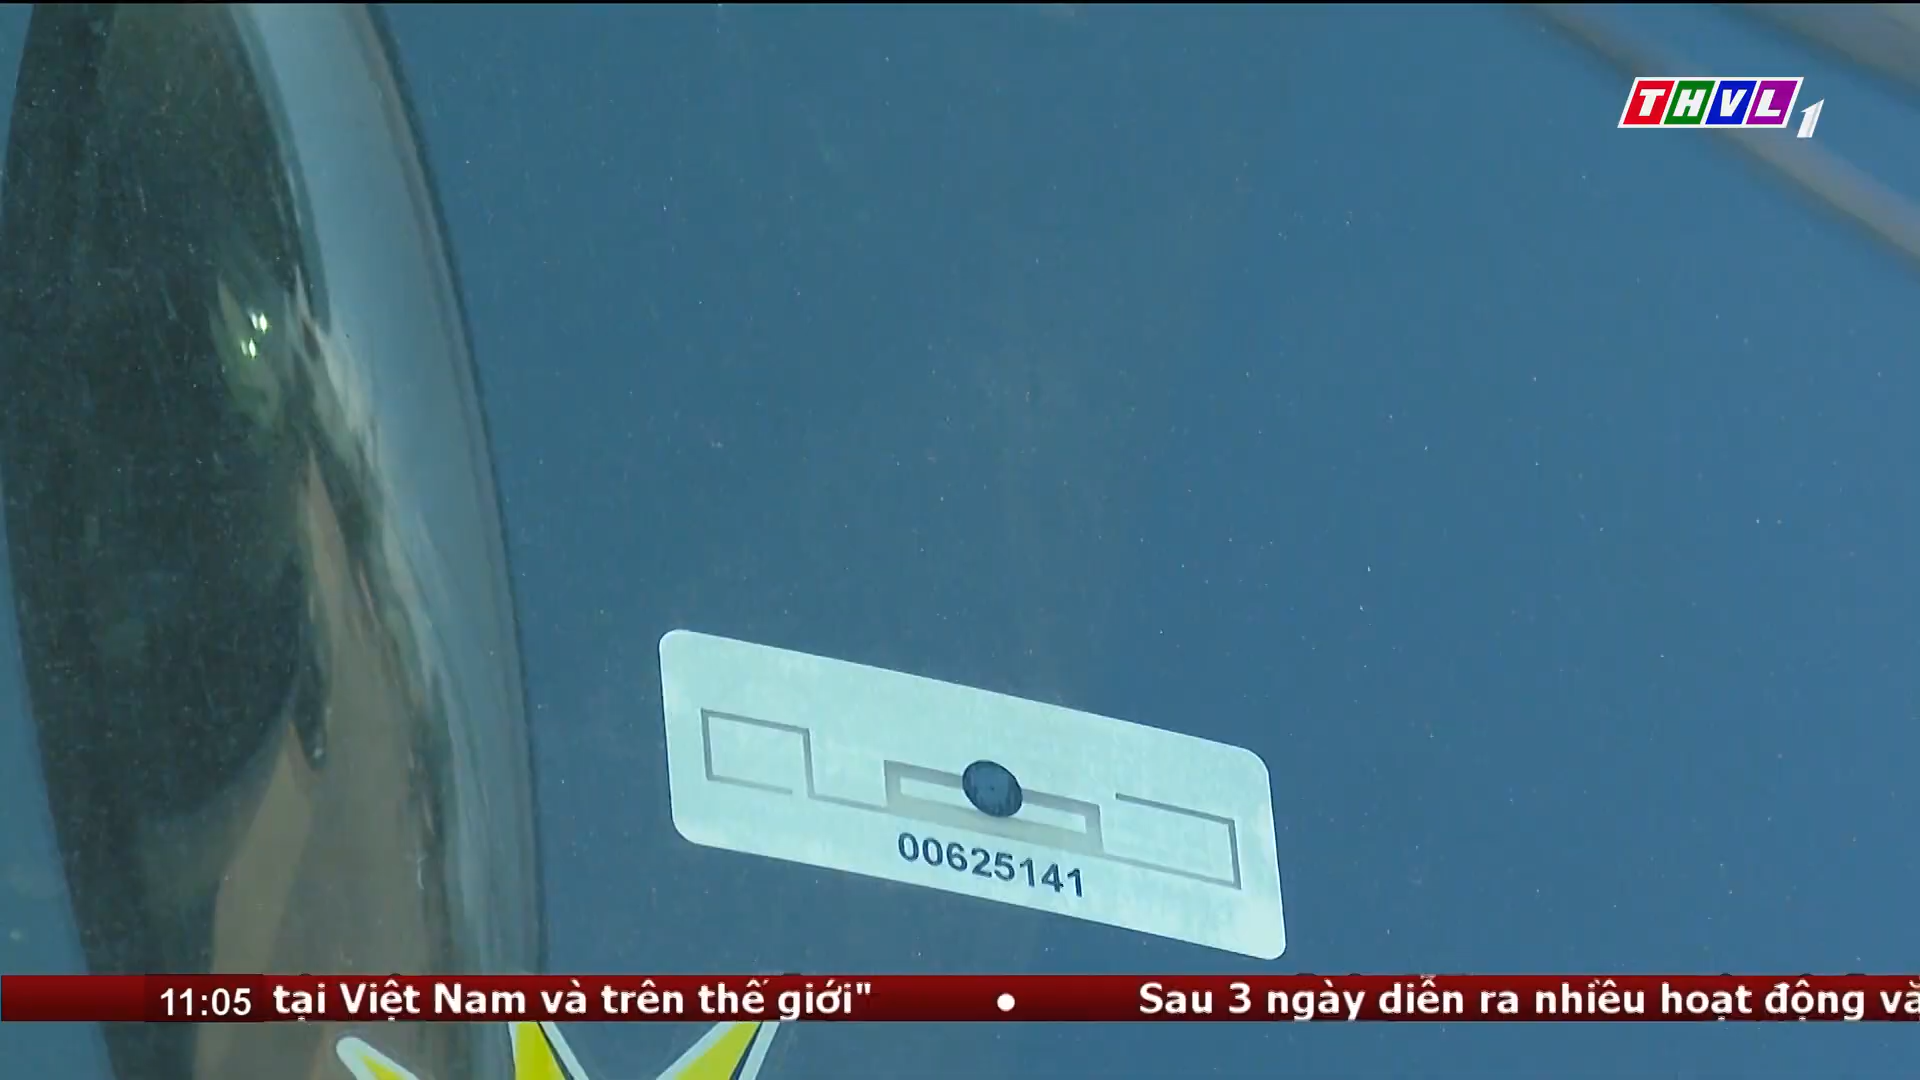 THVL1
00625141
11:05 tại Việt Nam và trên thế giới" • Sau 3 ngày diễn ra nhiều hoạt động vă